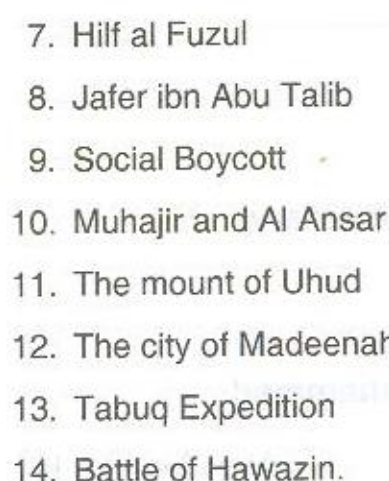 7. Hilf al Fuzul
8. Jafer ibn Abu Talib
9. Social Boycott
10. Muhajir and Al Ansar
11. The mount of Uhud
12. The city of Madeenah
13. Tabuq Expedition
14. Battle of Hawazin.